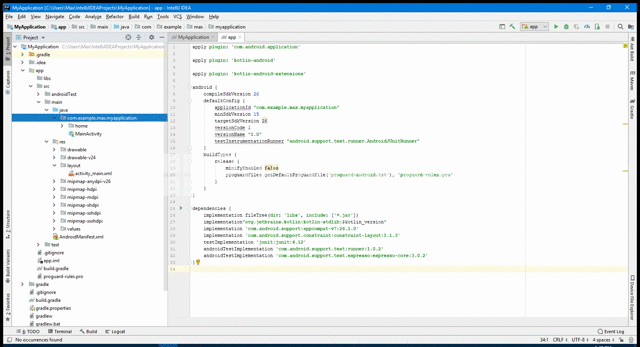 MyApplication [C:\Users\Max\IntelliJIDEAProjects\MyApplication] - app - IntelliJ IDEA
File Edit View Navigate Code Analyze Refactor Build Run Tools VCS Window Help
MyApplication app src main java com example max myapplication
app
1: Project
Captures
7: Structure
Build Variants
2: Favorites
Project
MyApplication C:\Users\Max\IntelliJIDEAProjects\MyApplication
.gradle
.idea
app
libs
src
androidTest
main
java
com.example.max.myapplication
home
MainActivity
res
drawable
drawable-v24
layout
activity_main.xml
mipmap-anydpi-v26
mipmap-hdpi
mipmap-mdpi
mipmap-xhdpi
mipmap-xxhdpi
mipmap-xxxhdpi
values
AndroidManifest.xml
test
.gitignore
app.iml
build.gradle
proguard-rules.pro
gradle
.gitignore
build.gradle
gradle.properties
gradlew
gradlew.bat
MyApplication app
apply plugin: 'com.android.application'
apply plugin: 'kotlin-android'
apply plugin: 'kotlin-android-extensions'
android {
compileSdkVersion 26
defaultConfig {
applicationId "com.example.max.myapplication"
minSdkVersion 15
targetSdkVersion 26
versionCode 1
versionName "1.0"
testInstrumentationRunner "android.support.test.runner.AndroidJUnitRunner"
}
buildTypes {
release {
minifyEnabled false
proguardFiles getDefaultProguardFile('proguard-android.txt'), 'proguard-rules.pro'
}
}
}
dependencies {
implementation fileTree(dir: 'libs', include: ['*.jar'])
implementation"org.jetbrains.kotlin:kotlin-stdlib:$kotlin_version"
implementation 'com.android.support:appcompat-v7:26.1.0'
implementation 'com.android.support.constraint:constraint-layout:1.1.3'
testImplementation 'junit:junit:4.12'
androidTestImplementation 'com.android.support.test:runner:1.0.2'
androidTestImplementation 'com.android.support.test.espresso:espresso-core:3.0.2'
}
Maven
Gradle
Device File Explorer
6: TODO Terminal Build Logcat Event Log
No occurrences found 34:1 CRLF UTF-8 4 spaces